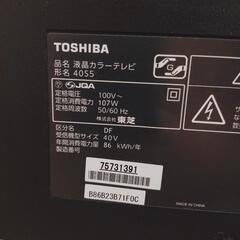 TOSHIBA
品名 液晶カラーテレビ
形名 40S5
JQA
定格電圧 100V～
定格消費電力 107W
定格周波数 50/60 Hz
株式会社 東芝
区分名 DF
受信機型サイズ 40V
年間消費電力量 86 kWh/年
75731391
B86B23B71F0C
MADE IN CHINA